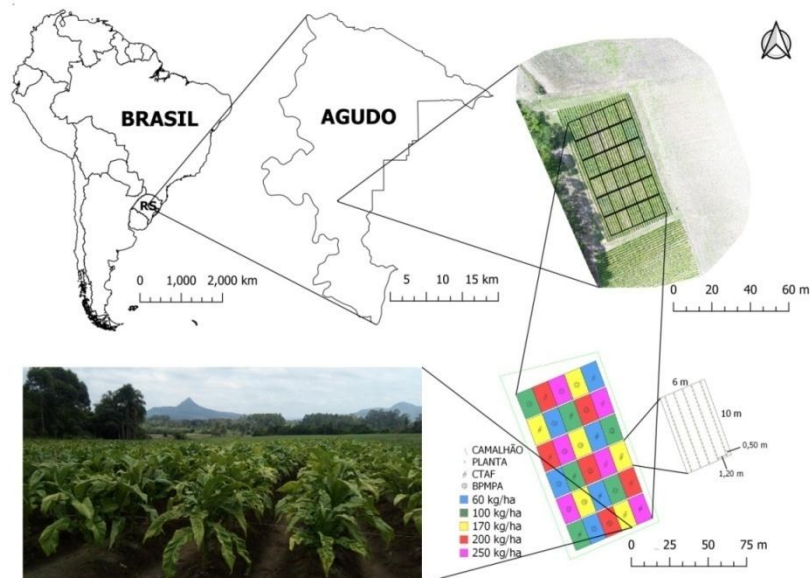 BRASIL
RS
0 1,000 2,000 km
AGUDO
5 10 15 km
0 20 40 60 m
CAMALHÃO
PLANTA
CTAF
BPMPA
60 kg/ha
100 kg/ha
170 kg/ha
200 kg/ha
250 kg/ha
6 m
10 m
0,50 m
1,20 m
0 25 50 75 m